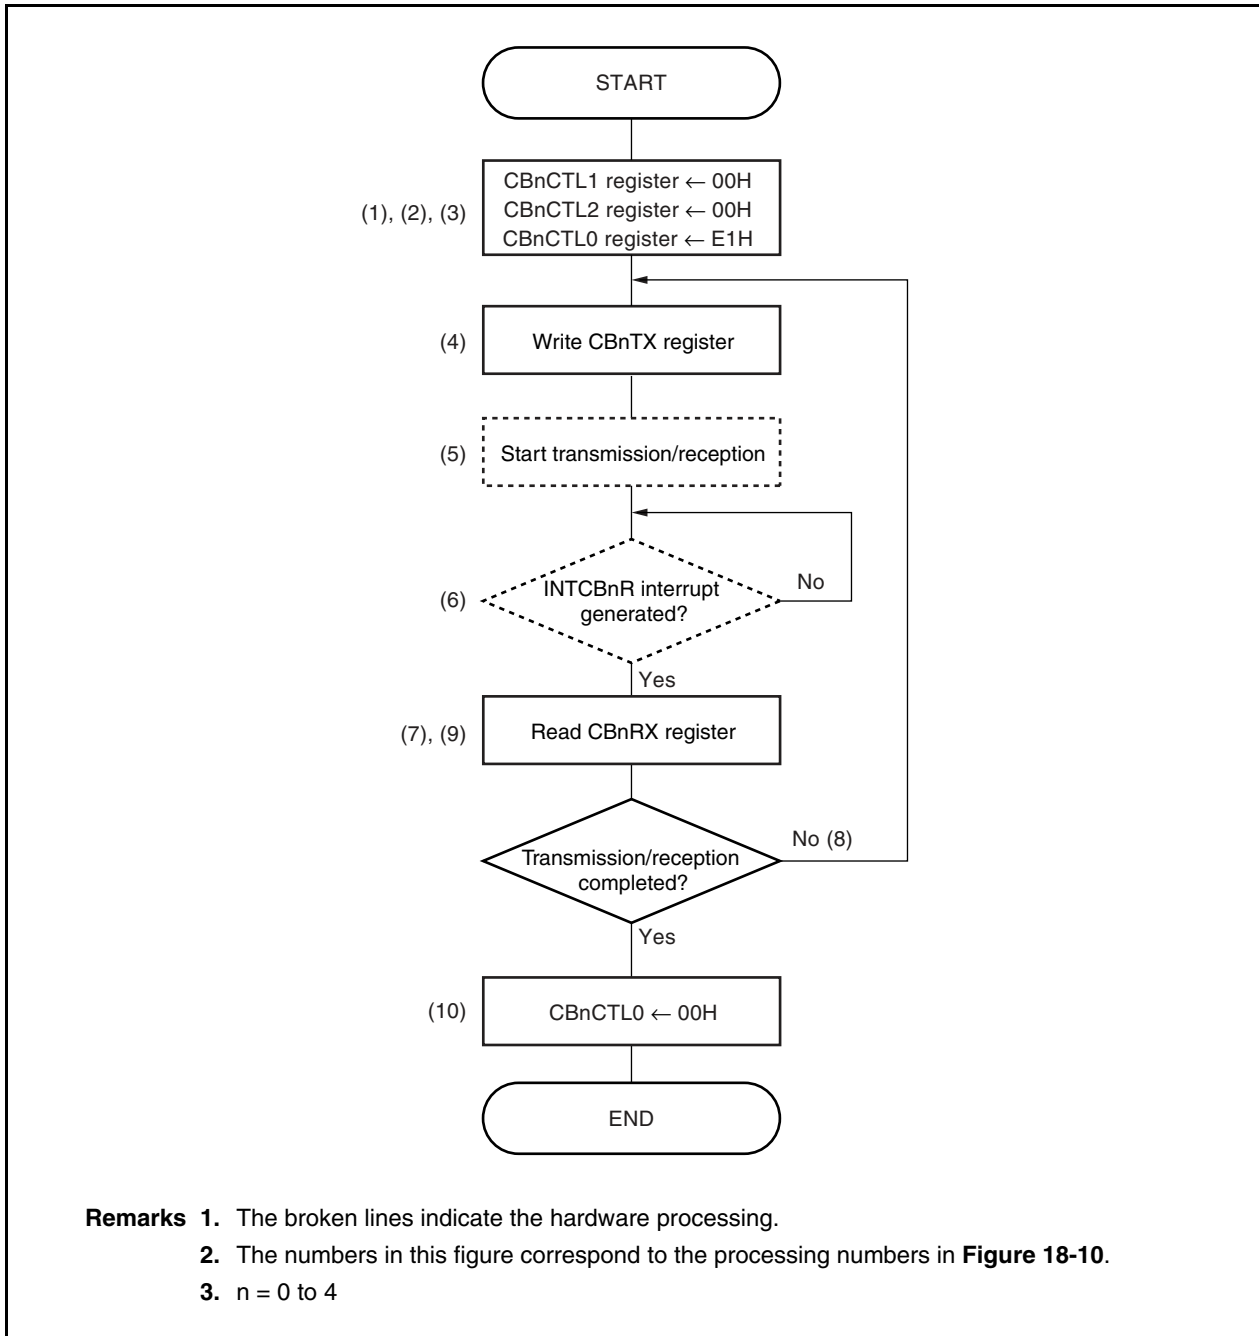 START
(1), (2), (3)
CBnCTL1 register ← 00H
CBnCTL2 register ← 00H
CBnCTL0 register ← E1H
(4)
Write CBnTX register
(5)
Start transmission/reception
(6)
INTCBnR interrupt
generated?
No
Yes
(7), (9)
Read CBnRX register
Transmission/reception
completed?
No (8)
Yes
(10)
CBnCTL0 ← 00H
END
Remarks 1. The broken lines indicate the hardware processing.
2. The numbers in this figure correspond to the processing numbers in Figure 18-10.
3. n = 0 to 4